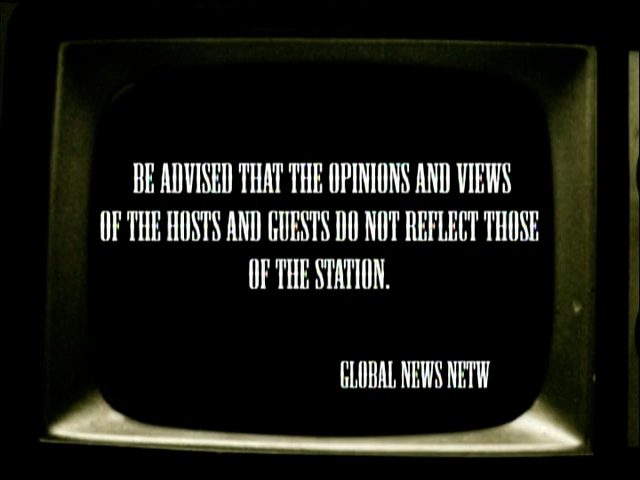 BE ADVISED THAT THE OPINIONS AND VIEWS
OF THE HOSTS AND GUESTS DO NOT REFLECT THOSE
OF THE STATION.
GLOBAL NEWS NETW